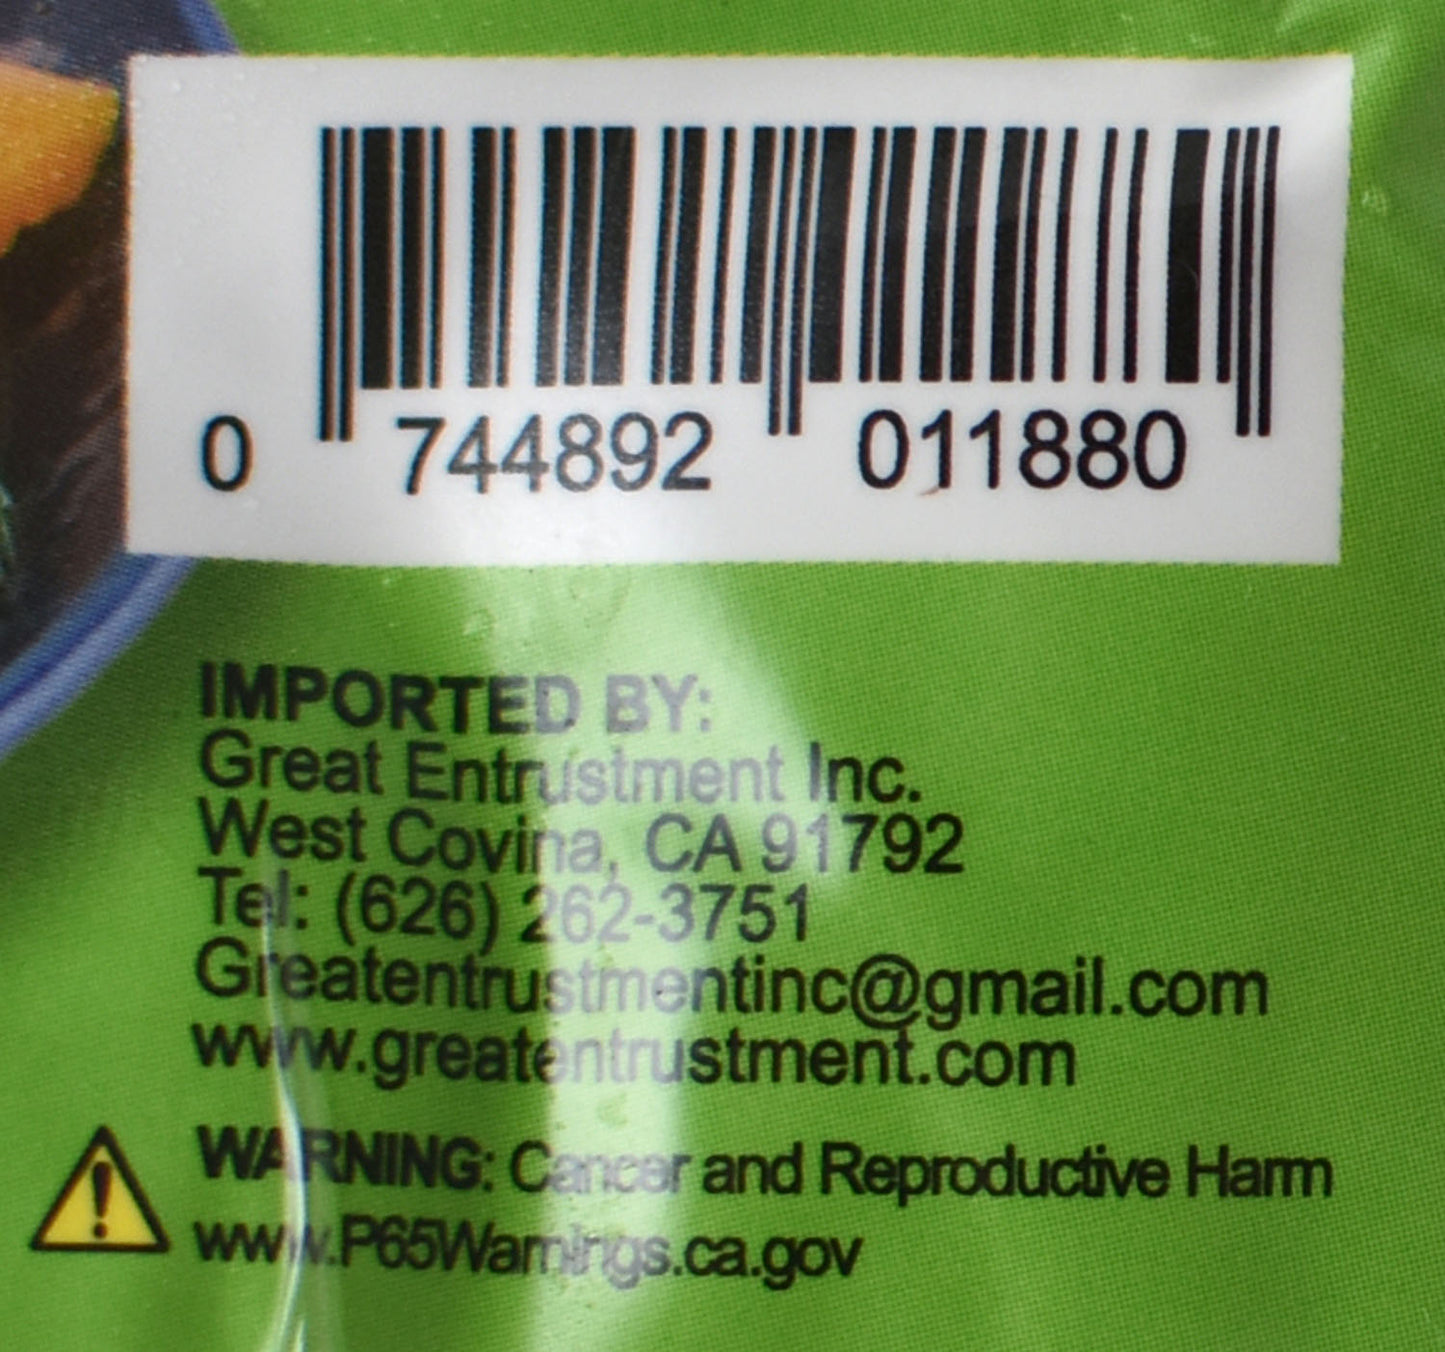 0 744892 011880
IMPORTED BY:
Great Entrustment Inc.
West Covina, CA 91792
Tel: (626) 262-3751
Greatentrustmentinc@gmail.com
www.greatentrustment.com
WARNING: Cancer and Reproductive Harm
www.P65Warnings.ca.gov